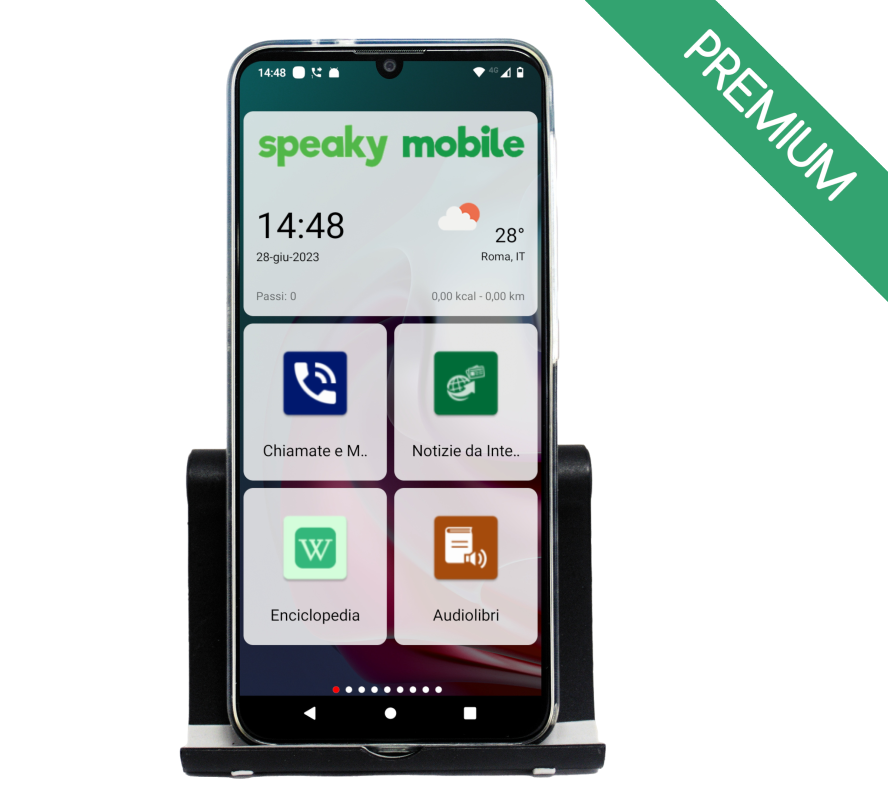 PREMIUM
14:48
4G
speaky mobile
14:48
28°
28-giu-2023
Roma, IT
Passi: 0
0,00 kcal - 0,00 km
Chiamate e M..
Notizie da Inte..
W
Enciclopedia
Audiolibri